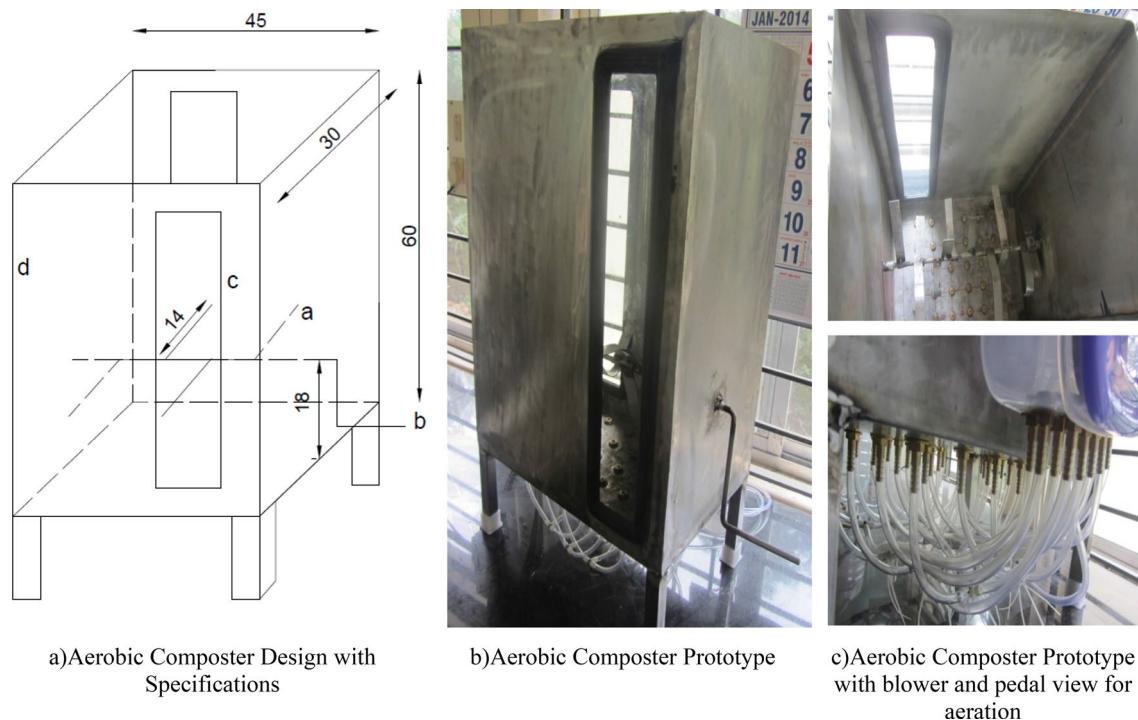 45
30
60
d
c
14
a
18
b
JAN-2014
5
6
7
8
9
10
11
a)Aerobic Composter Design with
Specifications
b)Aerobic Composter Prototype
c)Aerobic Composter Prototype
with blower and pedal view for
aeration